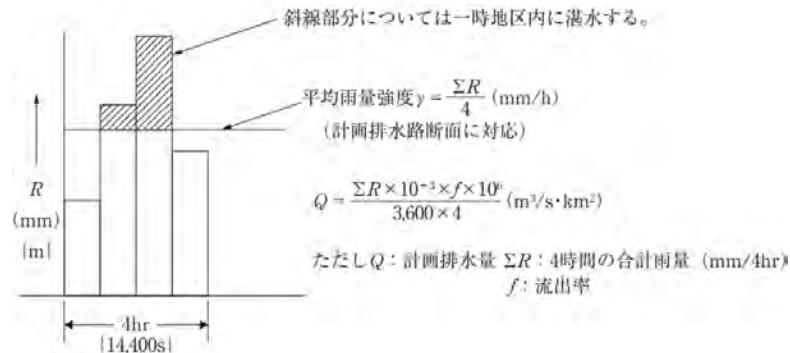 斜線部分については一時地区内に湛水する。
平均雨量強度γ=ΣR/4 (mm/h)
(計画排水路断面に対応)
R
(mm)
{m}
Q=ΣR×10⁻³×f×10⁶/3,600×4 (m³/s・km²)
ただしQ:計画排水量 ΣR:4時間の合計雨量 (mm/4hr)
f:流出率
4hr
{14,400s}